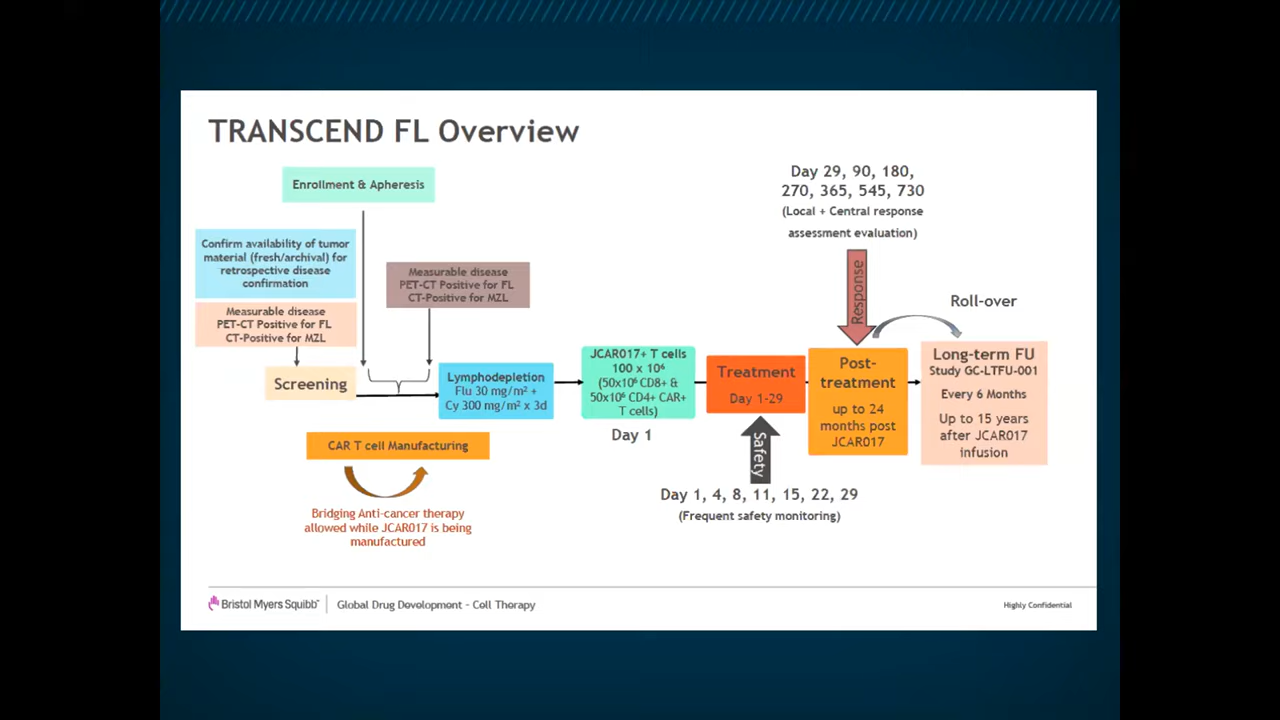 TRANSCEND FL Overview
Enrollment & Apheresis
Confirm availability of tumor
material (fresh/archival) for
retrospective disease
confirmation
Measurable disease
PET-CT Positive for FL
CT-Positive for MZL
Measurable disease
PET-CT Positive for FL
CT-Positive for MZL
Screening
Lymphodepletion
Flu 30 mg/m² +
Cy 300 mg/m² x 3d
CAR T cell Manufacturing
Bridging Anti-cancer therapy
allowed while JCAR017 is being
manufactured
JCAR017+ T cells
100 x 10⁶
(50x10⁶ CD8+ &
50x10⁶ CD4+ CAR+
T cells)
Day 1
Treatment
Day 1-29
Safety
Day 1, 4, 8, 11, 15, 22, 29
(Frequent safety monitoring)
Day 29, 90, 180,
270, 365, 545, 730
(Local + Central response
assessment evaluation)
Response
Post-
treatment
up to 24
months post
JCAR017
Roll-over
Long-term FU
Study GC-LTFU-001
Every 6 Months
Up to 15 years
after JCAR017
infusion
Bristol Myers Squibb™
Global Drug Development - Cell Therapy
Highly Confidential